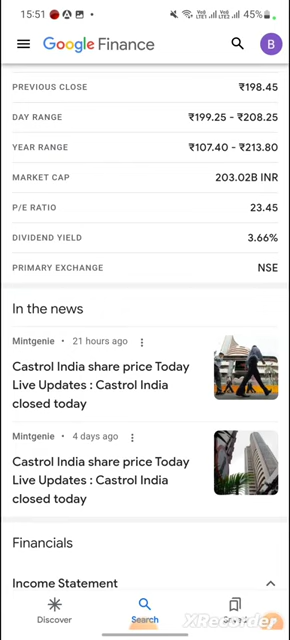 15:51
45%
Google Finance
B
PREVIOUS CLOSE ₹198.45
DAY RANGE ₹199.25 - ₹208.25
YEAR RANGE ₹107.40 - ₹213.80
MARKET CAP 203.02B INR
P/E RATIO 23.45
DIVIDEND YIELD 3.66%
PRIMARY EXCHANGE NSE
In the news
Mintgenie • 21 hours ago
Castrol India share price Today
Live Updates : Castrol India
closed today
Mintgenie • 4 days ago
Castrol India share price Today
Live Updates : Castrol India
closed today
Financials
Income Statement
Discover Search
XRecorder